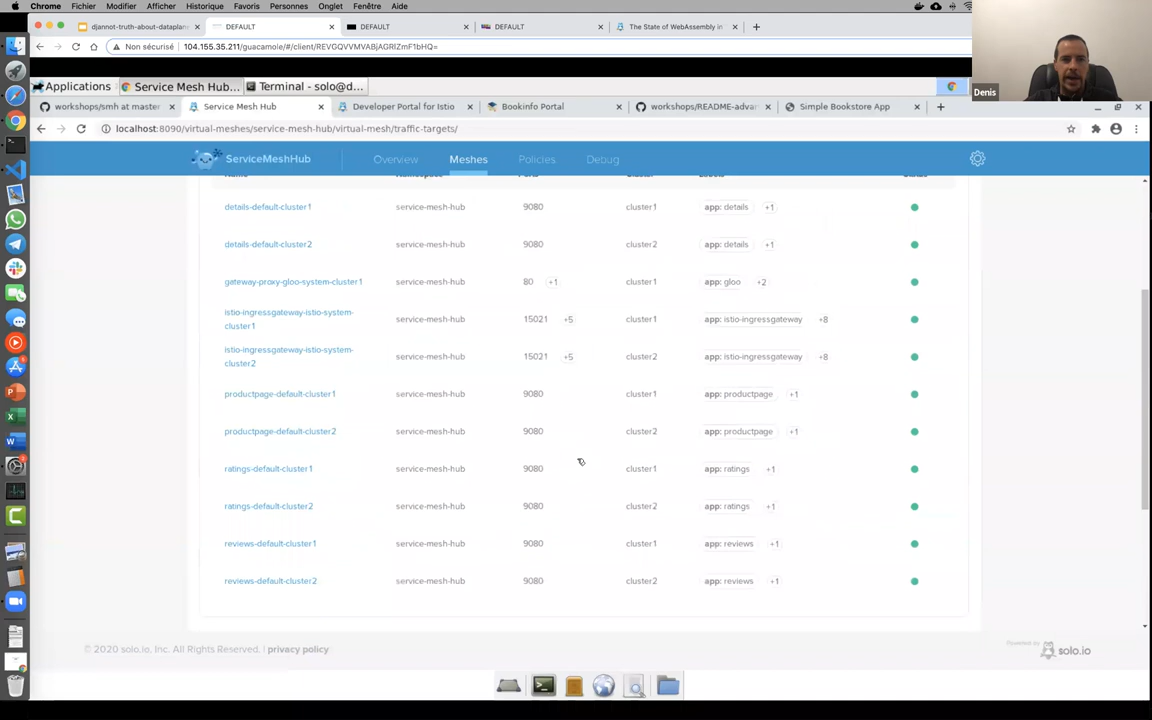 Chrome Fichier Modifier Afficher Historique Favoris Personnes Onglet Fenêtre Aide
djannot-truth-about-dataplan DEFAULT DEFAULT DEFAULT The State of WebAssembly in
Non sécurisé 104.155.35.211/guacamole/#/client/REVGQVVMVABjAGRlZmF1bHQ=
Denis
Applications Service Mesh Hub... Terminal - solo@d...
workshops/smh at master Service Mesh Hub Developer Portal for Istio Bookinfo Portal workshops/README-advan Simple Bookstore App
localhost:8090/virtual-meshes/service-mesh-hub/virtual-mesh/traffic-targets/
ServiceMeshHub Overview Meshes Policies Debug
details-default-cluster1 service-mesh-hub 9080 cluster1 app: details +1
details-default-cluster2 service-mesh-hub 9080 cluster2 app: details +1
gateway-proxy-gloo-system-cluster1 service-mesh-hub 80 +1 cluster1 app: gloo +2
istio-ingressgateway-istio-system-
cluster1 service-mesh-hub 15021 +5 cluster1 app: istio-ingressgateway +8
istio-ingressgateway-istio-system-
cluster2 service-mesh-hub 15021 +5 cluster2 app: istio-ingressgateway +8
productpage-default-cluster1 service-mesh-hub 9080 cluster1 app: productpage +1
productpage-default-cluster2 service-mesh-hub 9080 cluster2 app: productpage +1
ratings-default-cluster1 service-mesh-hub 9080 cluster1 app: ratings +1
ratings-default-cluster2 service-mesh-hub 9080 cluster2 app: ratings +1
reviews-default-cluster1 service-mesh-hub 9080 cluster1 app: reviews +1
reviews-default-cluster2 service-mesh-hub 9080 cluster2 app: reviews +1
© 2020 solo.io, Inc. All Rights Reserved. | privacy policy
Powered by
solo.io